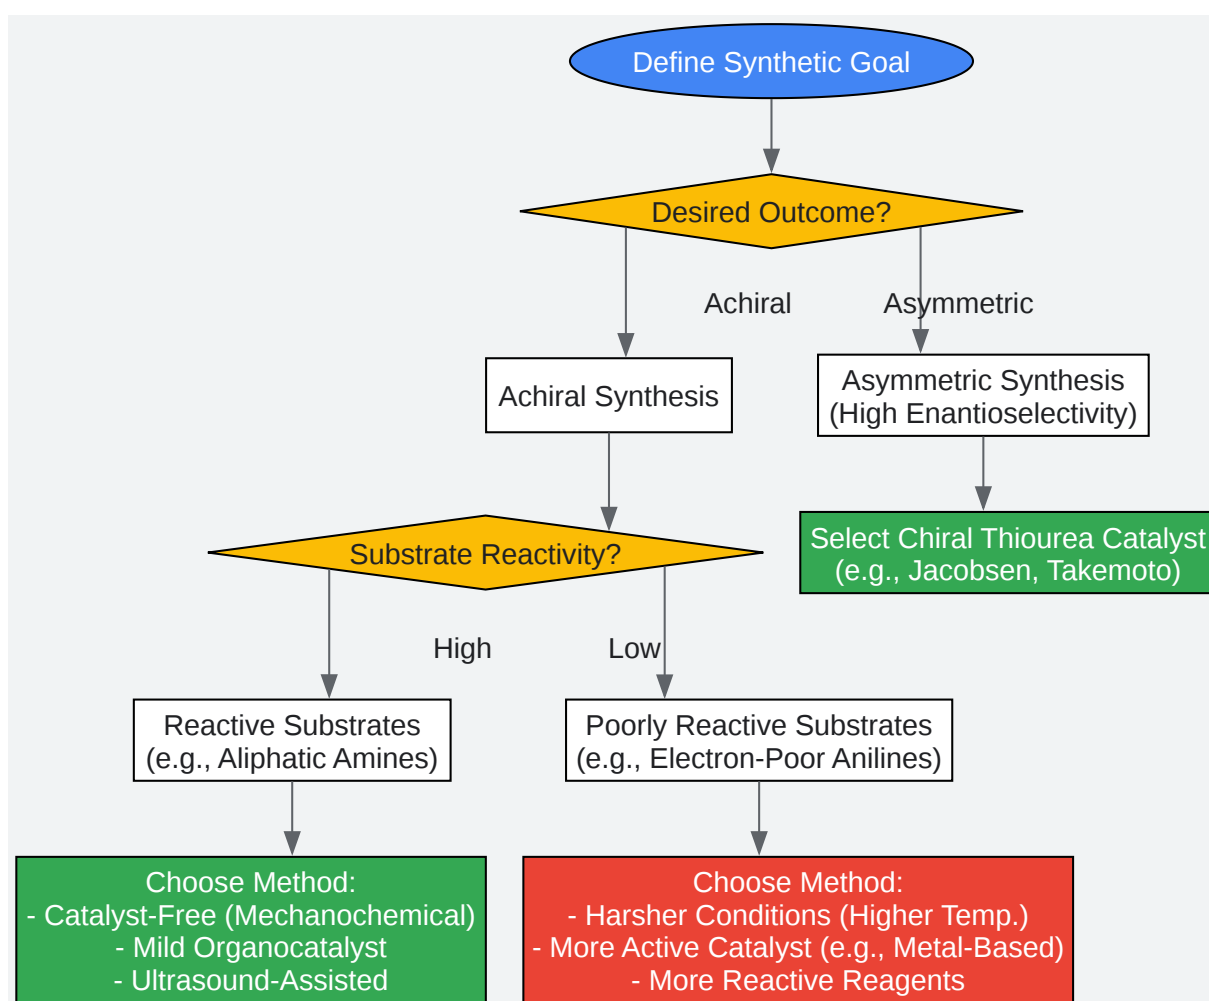 Define Synthetic Goal
Desired Outcome?
Achiral
Asymmetric
Achiral Synthesis
Asymmetric Synthesis
(High Enantioselectivity)
Select Chiral Thiourea Catalyst
(e.g., Jacobsen, Takemoto)
Substrate Reactivity?
High
Low
Reactive Substrates
(e.g., Aliphatic Amines)
Poorly Reactive Substrates
(e.g., Electron-Poor Anilines)
Choose Method:
- Catalyst-Free (Mechanochemical)
- Mild Organocatalyst
- Ultrasound-Assisted
Choose Method:
- Harsher Conditions (Higher Temp.)
- More Active Catalyst (e.g., Metal-Based)
- More Reactive Reagents